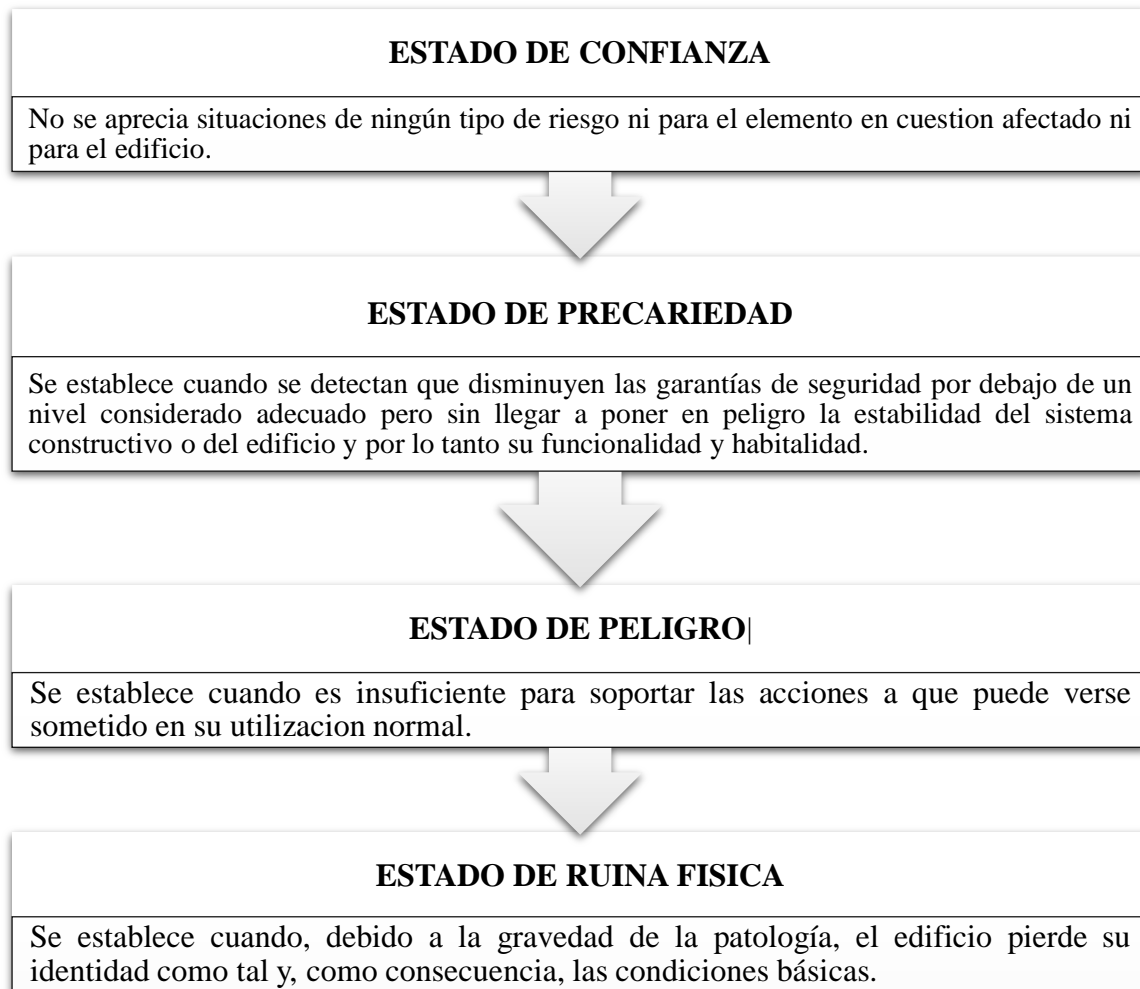 ESTADO DE CONFIANZA
No se aprecia situaciones de ningún tipo de riesgo ni para el elemento en cuestion afectado ni
para el edificio.
ESTADO DE PRECARIEDAD
Se establece cuando se detectan que disminuyen las garantías de seguridad por debajo de un
nivel considerado adecuado pero sin llegar a poner en peligro la estabilidad del sistema
constructivo o del edificio y por lo tanto su funcionalidad y habitalidad.
ESTADO DE PELIGRO|
Se establece cuando es insuficiente para soportar las acciones a que puede verse
sometido en su utilizacion normal.
ESTADO DE RUINA FISICA
Se establece cuando, debido a la gravedad de la patología, el edificio pierde su
identidad como tal y, como consecuencia, las condiciones básicas.